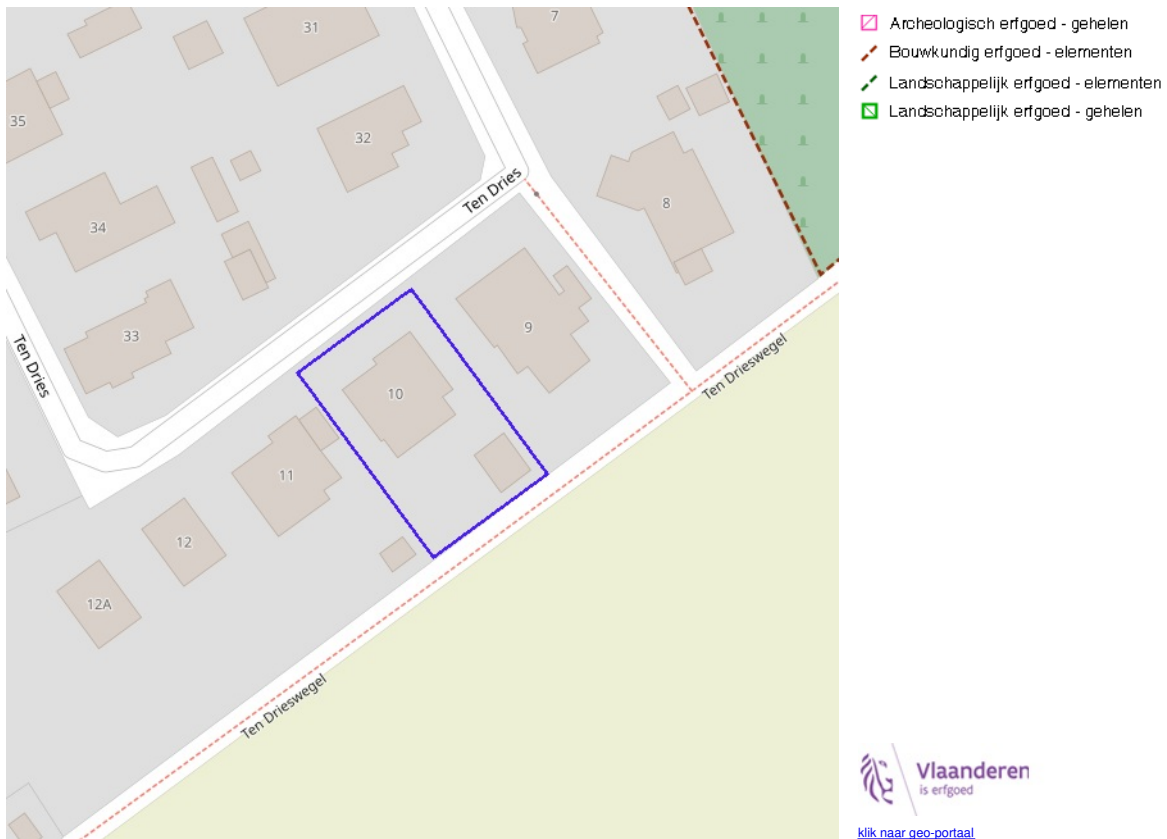 7
31
35
32
Ten Dries
8
34
9
33
Ten Dries
Ten Drieswegel
10
11
12
12A
Ten Drieswegel
Archeologisch erfgoed - gehelen
Bouwkundig erfgoed - elementen
Landschappelijk erfgoed - elementen
Landschappelijk erfgoed - gehelen
Vlaanderen
is erfgoed
klik naar geo-portaal